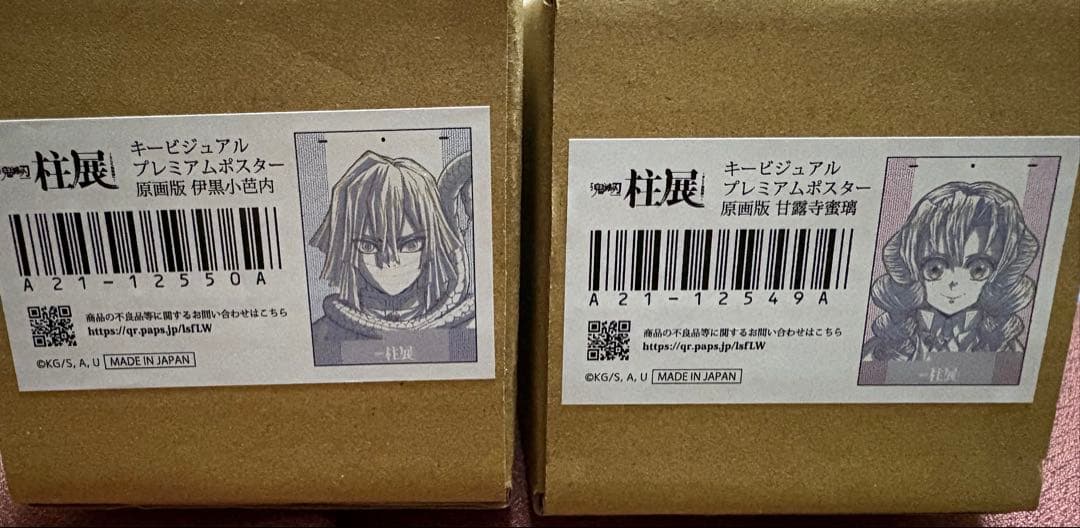 鬼滅 柱展
キービジュアル
プレミアムポスター
原画版 伊黒小芭内
A21-12550A
商品の不良品等に関するお問い合わせはこちら
https://qr.paps.jp/lsfLW
©KG/S, A, U MADE IN JAPAN
柱展
鬼滅 柱展
キービジュアル
プレミアムポスター
原画版 甘露寺蜜璃
A21-12549A
商品の不良品等に関するお問い合わせはこちら
https://qr.paps.jp/lsfLW
©KG/S, A, U MADE IN JAPAN
柱展